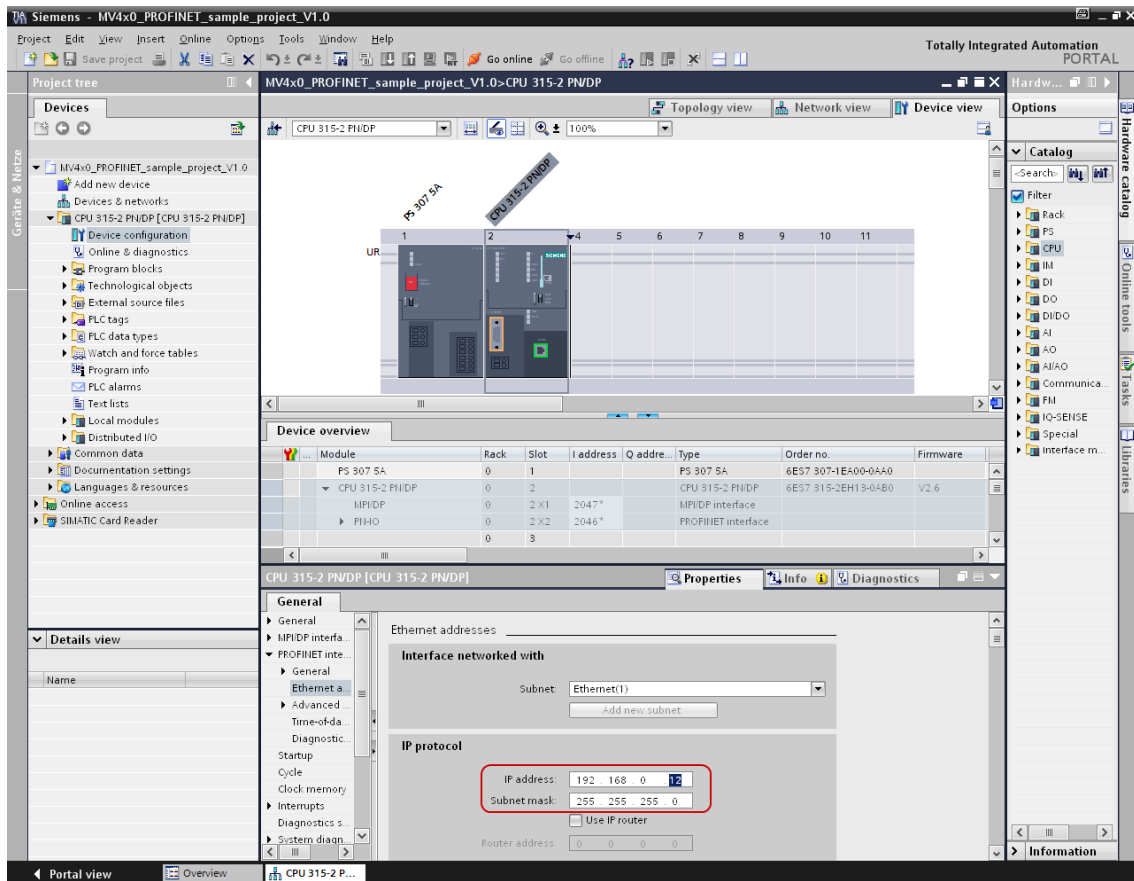 Siemens - MV4x0_PROFINET_sample_project_V1.0
Project Edit View Insert Online Options Tools Window Help
Totally Integrated Automation
PORTAL
Save project
Go online
Go offline
Project tree
MV4x0_PROFINET_sample_project_V1.0>CPU 315-2 PN/DP
Hardw...
Devices
Topology view
Network view
Device view
Options
CPU 315-2 PN/DP
100%
Geräte & Netze
MV4x0_PROFINET_sample_project_V1.0
Add new device
Devices & networks
CPU 315-2 PN/DP [CPU 315-2 PN/DP]
Device configuration
Online & diagnostics
Program blocks
Technological objects
External source files
PLC tags
PLC data types
Watch and force tables
Program info
PLC alarms
Text lists
Local modules
Distributed I/O
Common data
Documentation settings
Languages & resources
Online access
SIMATIC Card Reader
PS 307 5A
CPU 315-2 PN/DP
1 2 4 5 6 7 8 9 10 11
UR
SIEMENS
Catalog
<Search>
Filter
Rack
PS
CPU
IM
DI
DO
DI/DO
AI
AO
AI/AO
Communica...
FM
IQ-SENSE
Special
Interface m...
Hardware catalog
Online tools
Tasks
Libraries
Device overview
... Module Rack Slot I address Q addre... Type Order no. Firmware
PS 307 5A 0 1 PS 307 5A 6ES7 307-1EA00-0AA0
CPU 315-2 PN/DP 0 2 CPU 315-2 PN/DP 6ES7 315-2EH13-0AB0 V2.6
MPI/DP 0 2 X1 2047* MPI/DP interface
PN-IO 0 2 X2 2046* PROFINET interface
0 3
CPU 315-2 PN/DP [CPU 315-2 PN/DP]
Properties
Info
Diagnostics
General
General
MPI/DP interfa...
PROFINET inte...
General
Ethernet a...
Advanced ...
Time-of-da...
Diagnostic...
Startup
Cycle
Clock memory
Interrupts
Diagnostics s...
System diagn...
Ethernet addresses
Interface networked with
Subnet: Ethernet(1)
Add new subnet
IP protocol
IP address: 192 . 168 . 0 . 12
Subnet mask: 255 . 255 . 255 . 0
Use IP router
Router address: 0 . 0 . 0 . 0
Details view
Name
Information
Portal view
Overview
CPU 315-2 P...